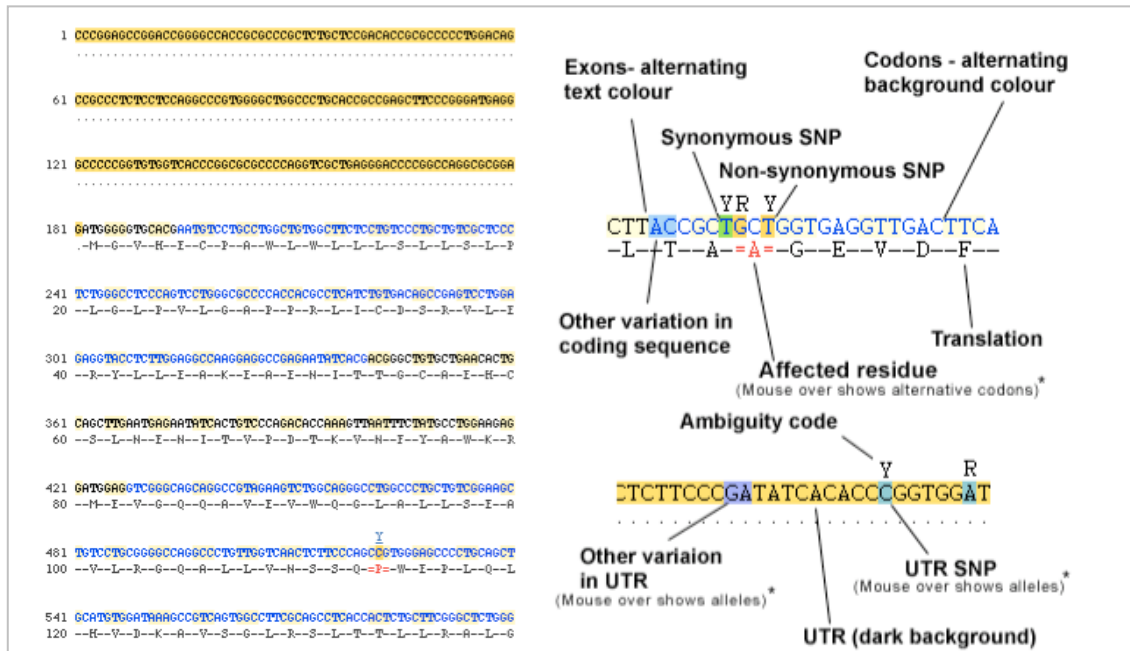 1 CCCGGAGCCGGACCGGGGCCACCGCGCCCGCTCTGCTCCGACACCGCGCCCCCTGGACAG
............................................................
61 CCGCCCTCTCCTCCAGGCCCGTGGGGCTGGCCCTGCACCGCCGAGCTTCCCGGGATGAGG
............................................................
121 GCCCCCGGTGTGGTCACCCGGCGCGCCCCAGGTCGCTGAGGGACCCCGGCCAGGCGCGGA
............................................................
181 GATGGGGGTGCACGAATGTCCTGCCTGGCTGTGGCTTCTCCTGTCCCTGCTGTCGCTCCC
.-M--G--V--H--E--C--P--A--W--L--W--L--L--L--S--L--L--S--L--P
241 TCTGGGCCTCCCAGTCCTGGGCGCCCCACCACGCCTCATCTGTGACAGCCGAGTCCTGGA
20 --L--G--L--P--V--L--G--A--P--P--R--L--I--C--D--S--R--V--L--E
301 GAGGTACCTCTTGGAGGCCAAGGAGGCCGAGAATATCACGACGGGCTGTGCTGAACACTG
40 --R--Y--L--L--E--A--K--E--A--E--N--I--T--T--G--C--A--E--H--C
361 CAGCTTGAATGAGAATATCACTGTCCCAGACACCAAAGTTAATTTCTATGCCTGGAAGAG
60 --S--L--N--E--N--I--T--V--P--D--T--K--V--N--F--Y--A--W--K--R
421 GATGGAGGTCGGGCAGCAGGCCGTAGAAGTCTGGCAGGGCCTGGCCCTGCTGTCGGAAGC
80 --M--E--V--G--Q--Q--A--V--E--V--W--Q--G--L--A--L--L--S--E--A
Y
481 TGTCCTGCGGGGCCAGGCCCTGTTGGTCAACTCTTCCCAGCCGTGGGAGCCCCTGCAGCT
100 --V--L--R--G--Q--A--L--L--V--N--S--S--Q-=P=-W--E--P--L--Q--L
541 GCATGTGGATAAAGCCGTCAGTGGCCTTCGCAGCCTCACCACTCTGCTTCGGGCTCTGGG
120 --H--V--D--K--A--V--S--G--L--R--S--L--T--T--L--L--R--A--L--G
Exons- alternating
text colour
Codons - alternating
background colour
Synonymous SNP
Non-synonymous SNP
Y R Y
CTTACCGCTGCTGGTGAGGTTGACTTCA
-L--T--A-=A=-G--E--V--D--F--
Other variation in
coding sequence
Translation
Affected residue
(Mouse over shows alternative codons)*
Ambiguity code
Y R
CTCTTCCCGATATCACACCCGGTGGAT
Other variaion
in UTR
(Mouse over shows alleles)*
UTR SNP
(Mouse over shows alleles)*
UTR (dark background)